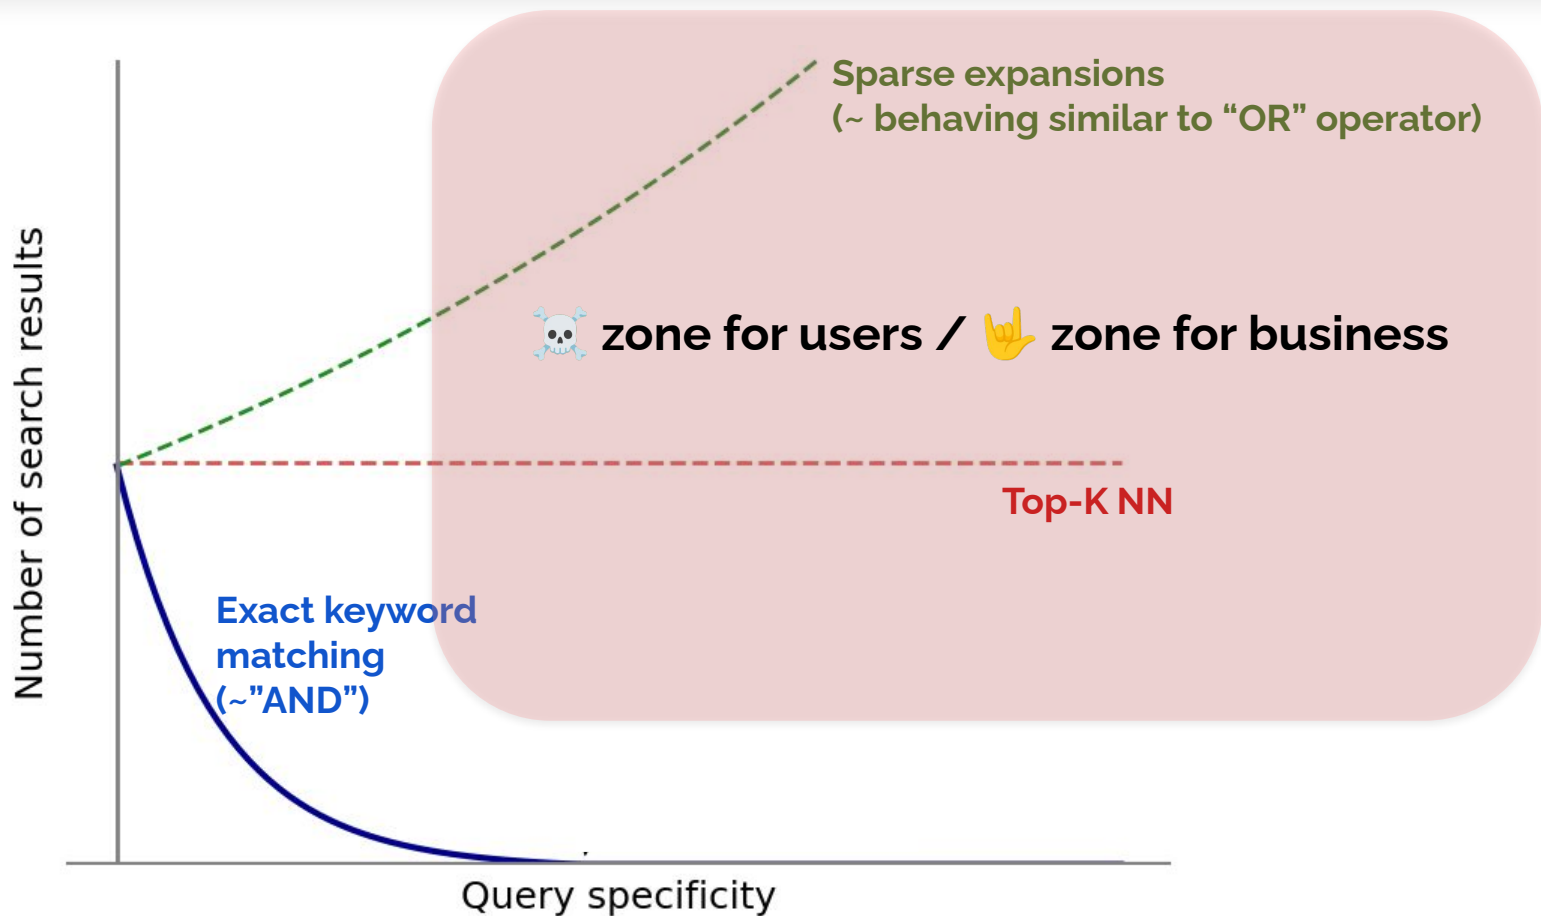 Sparse expansions
(~ behaving similar to “OR” operator)
☠️ zone for users / 🤟 zone for business
Top-K NN
Exact keyword
matching
(~”AND”)
Number of search results
Query specificity